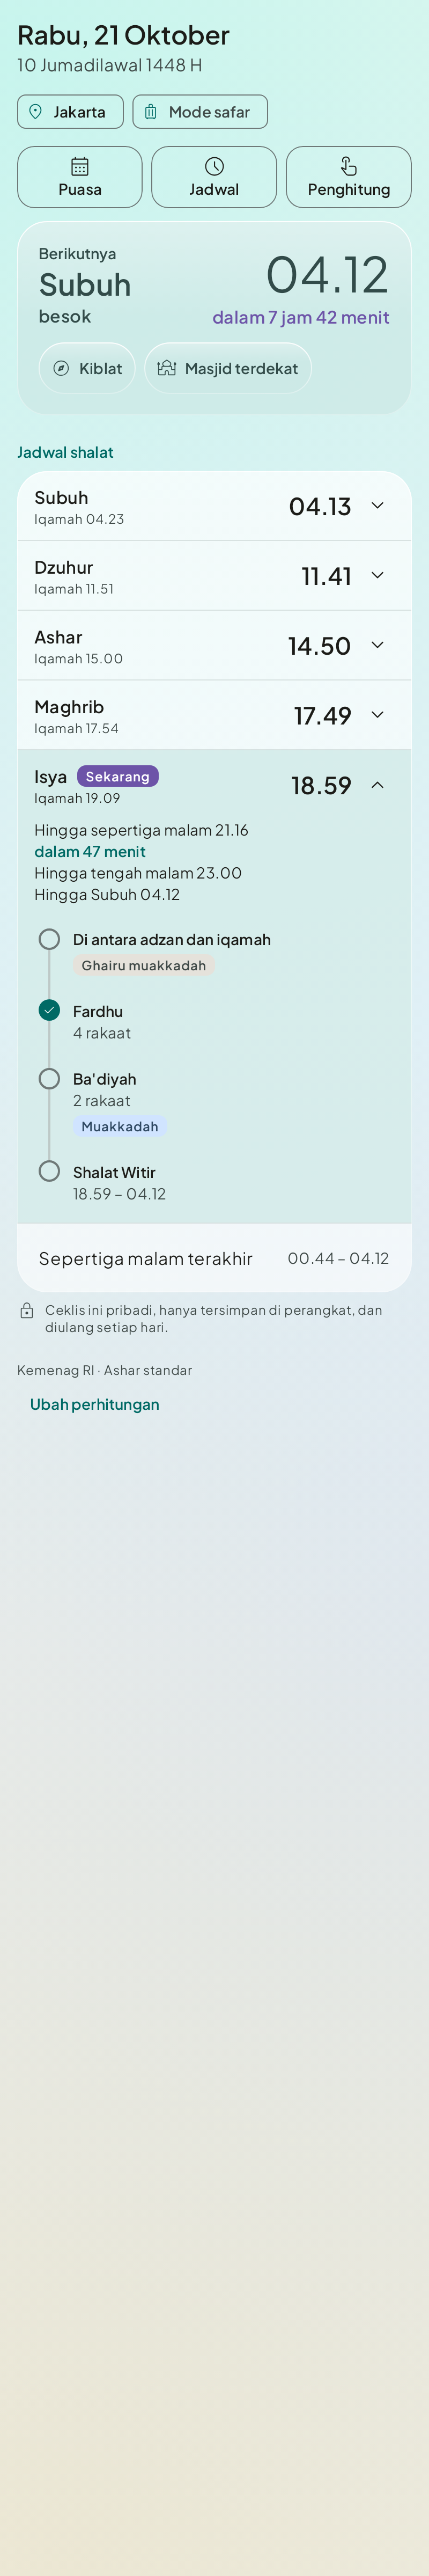 Rabu, 21 Oktober
10 Jumadilawal 1448 H
Jakarta
Mode safar
Puasa
Jadwal
Penghitung
Berikutnya
Subuh
besok
04.12
dalam 7 jam 42 menit
Kiblat
Masjid terdekat
Jadwal shalat
Subuh
Iqamah 04.23
04.13
Dzuhur
Iqamah 11.51
11.41
Ashar
Iqamah 15.00
14.50
Maghrib
Iqamah 17.54
17.49
Isya
Sekarang
Iqamah 19.09
18.59
Hingga sepertiga malam 21.16
dalam 47 menit
Hingga tengah malam 23.00
Hingga Subuh 04.12
Di antara adzan dan iqamah
Ghairu muakkadah
Fardhu
4 rakaat
Ba'diyah
2 rakaat
Muakkadah
Shalat Witir
18.59 – 04.12
Sepertiga malam terakhir
00.44 – 04.12
Ceklis ini pribadi, hanya tersimpan di perangkat, dan
diulang setiap hari.
Kemenag RI · Ashar standar
Ubah perhitungan